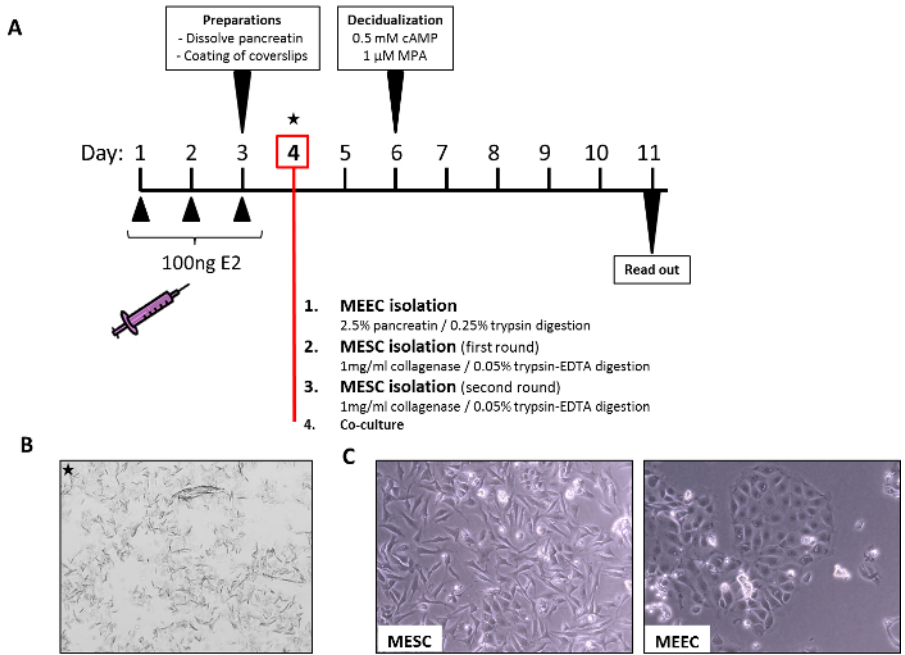 A
Preparations
- Dissolve pancreatin
- Coating of coverslips
Decidualization
0.5 mM cAMP
1 µM MPA
★
Day: 1 2 3 4 5 6 7 8 9 10 11
100ng E2
Read out
1. MEEC isolation
2.5% pancreatin / 0.25% trypsin digestion
2. MESC isolation (first round)
1mg/ml collagenase / 0.05% trypsin-EDTA digestion
3. MESC isolation (second round)
1mg/ml collagenase / 0.05% trypsin-EDTA digestion
4. Co-culture
B
★
C
MESC
MEEC